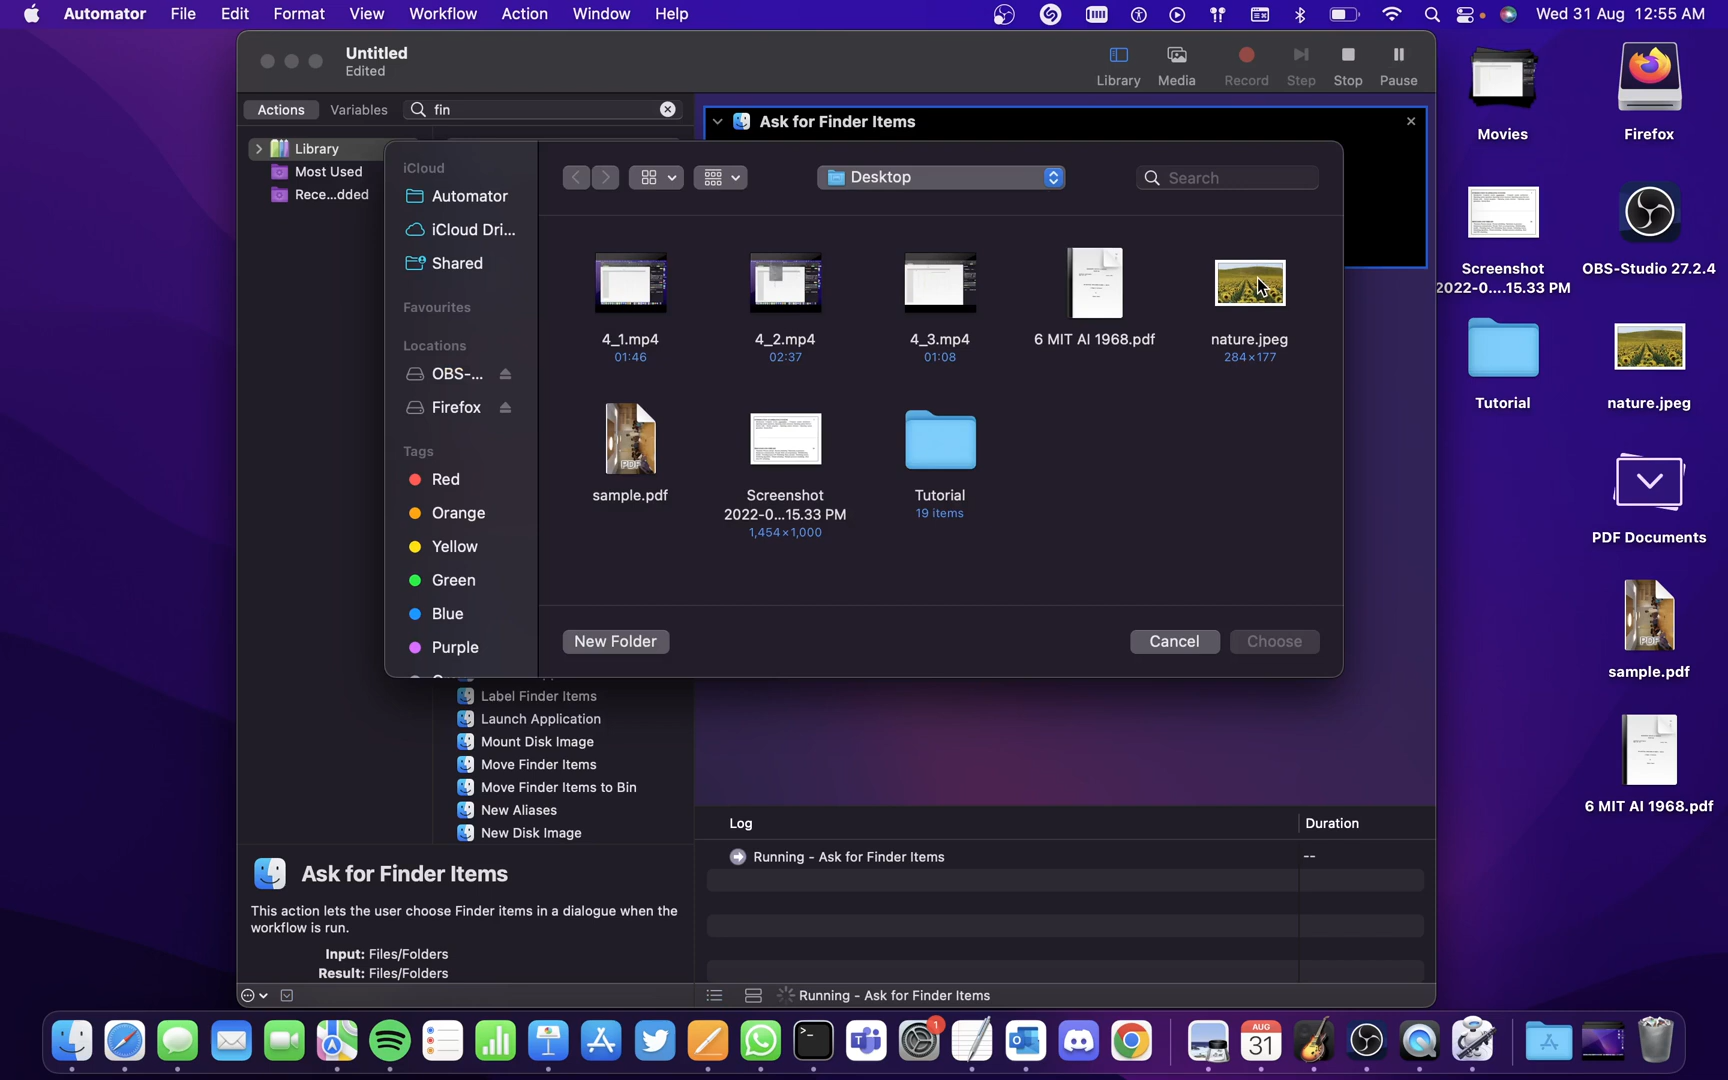 Automator File Edit Format View Workflow Action Window Help Wed 31 Aug 12:55 AM
Untitled
Edited
Library Media Record Step Stop Pause
Actions Variables fin
Library
Most Used
Rece...dded
Ask for Finder Items
iCloud
Automator
iCloud Dri...
Shared
Favourites
Locations
OBS-...
Firefox
Tags
Red
Orange
Yellow
Green
Blue
Purple
Desktop
Search
4_1.mp4
01:46
4_2.mp4
02:37
4_3.mp4
01:08
6 MIT AI 1968.pdf
nature.jpeg
284×177
sample.pdf
Screenshot
2022-0...15.33 PM
1,454×1,000
Tutorial
19 items
New Folder
Cancel
Choose
Label Finder Items
Launch Application
Mount Disk Image
Move Finder Items
Move Finder Items to Bin
New Aliases
New Disk Image
Ask for Finder Items
This action lets the user choose Finder items in a dialogue when the
workflow is run.
Input: Files/Folders
Result: Files/Folders
Log
Duration
Running - Ask for Finder Items
--
Running - Ask for Finder Items
Movies
Firefox
Screenshot
2022-0....15.33 PM
OBS-Studio 27.2.4
Tutorial
nature.jpeg
PDF Documents
PDF
sample.pdf
6 MIT AI 1968.pdf
AUG
31
1